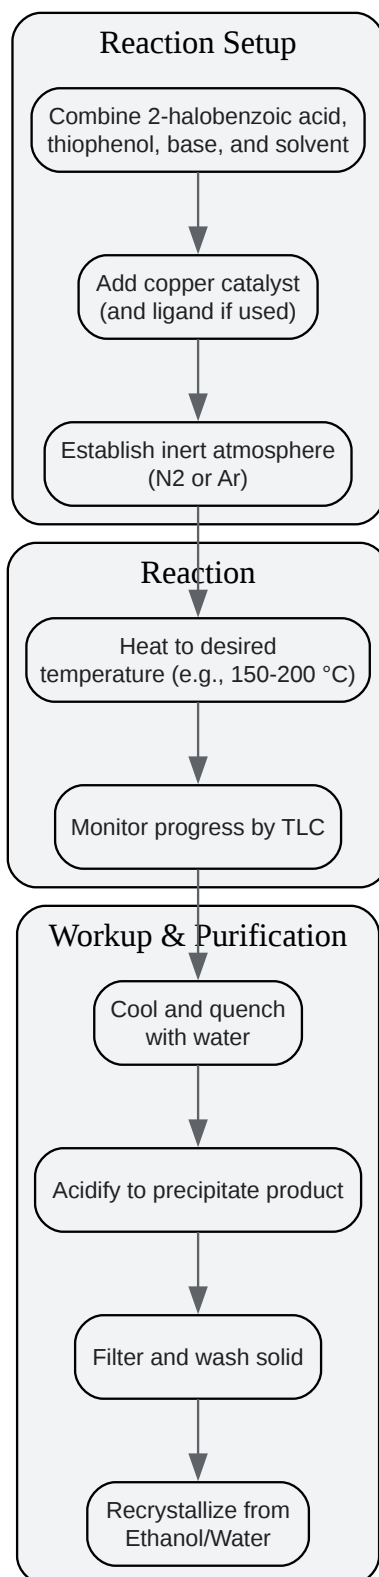 Reaction Setup
Combine 2-halobenzoic acid,
thiophenol, base, and solvent
Add copper catalyst
(and ligand if used)
Establish inert atmosphere
(N2 or Ar)
Reaction
Heat to desired
temperature (e.g., 150-200 °C)
Monitor progress by TLC
Workup & Purification
Cool and quench
with water
Acidify to precipitate product
Filter and wash solid
Recrystallize from
Ethanol/Water